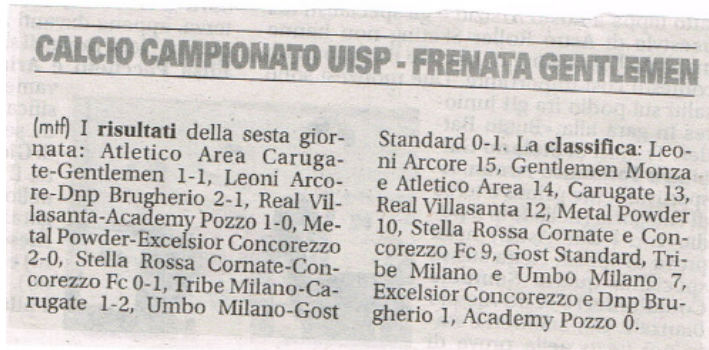 CALCIO CAMPIONATO UISP - FRENATA GENTLEMEN
(mtf) I risultati della sesta gior-
nata: Atletico Area Caruga-
te-Gentlemen 1-1, Leoni Arco-
re-Dnp Brugherio 2-1, Real Vil-
lasanta-Academy Pozzo 1-0, Me-
tal Powder-Excelsior Concorezzo
2-0, Stella Rossa Cornate-Con-
corezzo Fc 0-1, Tribe Milano-Ca-
rugate 1-2, Umbo Milano-Gost
Standard 0-1. La classifica: Leo-
ni Arcore 15, Gentlemen Monza
e Atletico Area 14, Carugate 13,
Real Villasanta 12, Metal Powder
10, Stella Rossa Cornate e Con-
corezzo Fc 9, Gost Standard, Tri-
be Milano e Umbo Milano 7,
Excelsior Concorezzo e Dnp Bru-
gherio 1, Academy Pozzo 0.